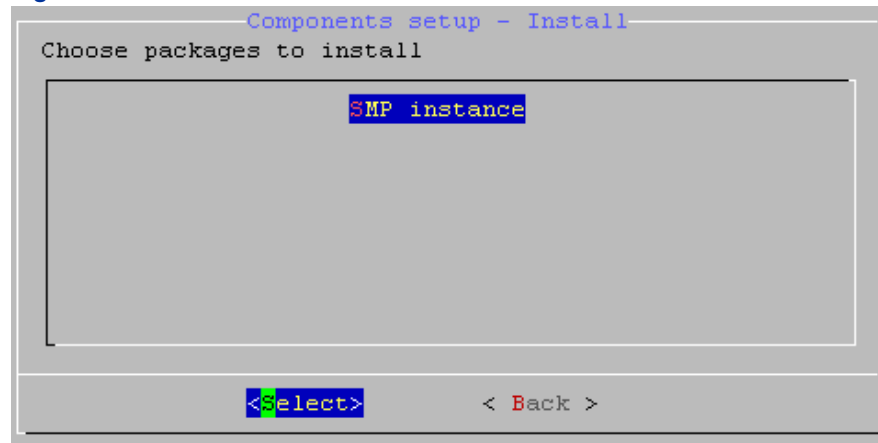 Components setup - Install
Choose packages to install
SMP instance
<Select> < Back >